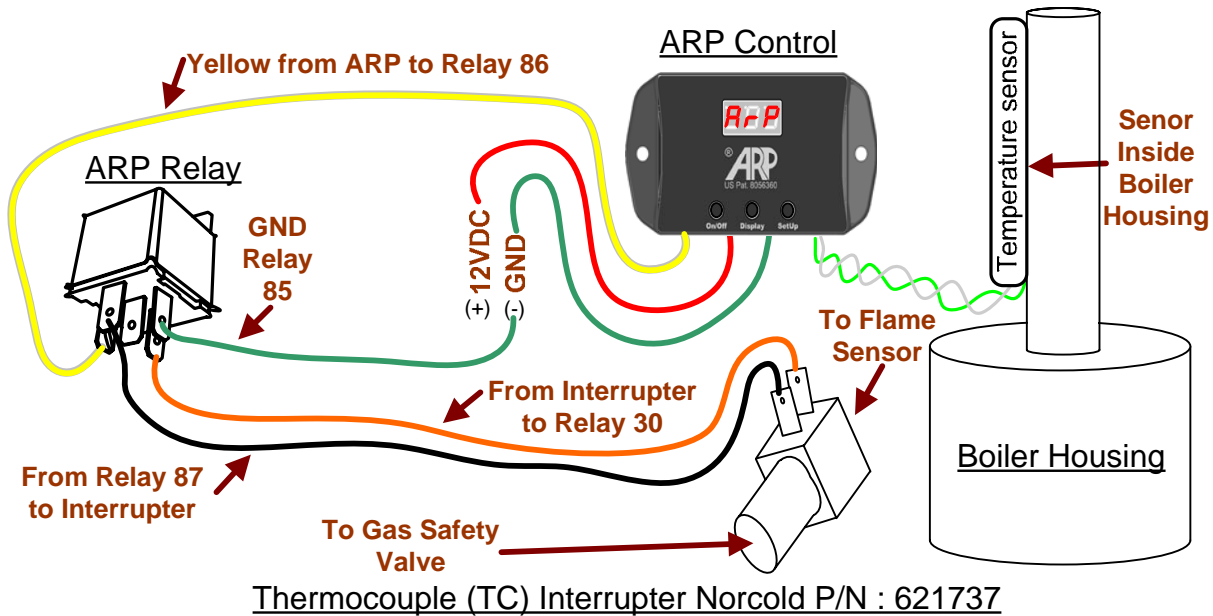 ARP Control
Yellow from ARP to Relay 86
ArP
® ARP
US Pat. 8056360
On/Off Display SetUp
Temperature sensor
Senor
Inside
Boiler
Housing
ARP Relay
GND
Relay
85
12VDC
(+)
GND
(-)
To Flame
Sensor
From Interrupter
to Relay 30
Boiler Housing
From Relay 87
to Interrupter
To Gas Safety
Valve
Thermocouple (TC) Interrupter Norcold P/N : 621737